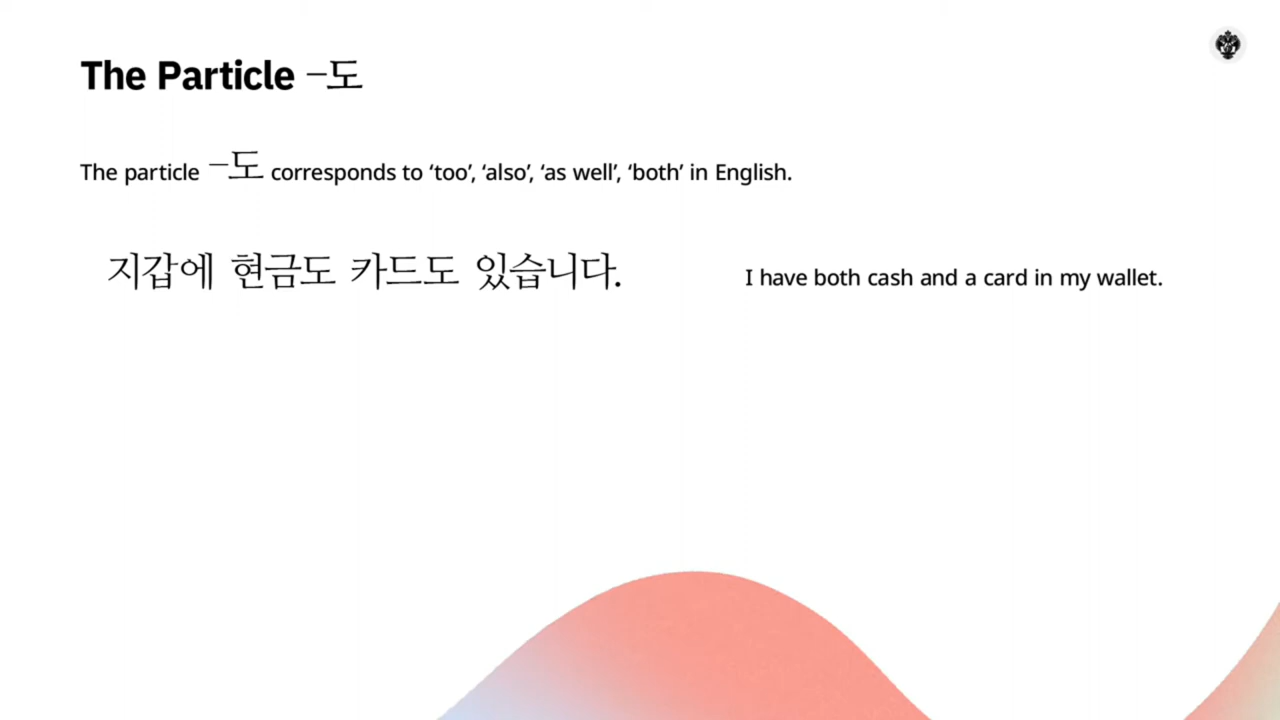 The Particle –도
The particle –도 corresponds to ‘too’, ‘also’, ‘as well’, ‘both’ in English.
지갑에 현금도 카드도 있습니다.
I have both cash and a card in my wallet.